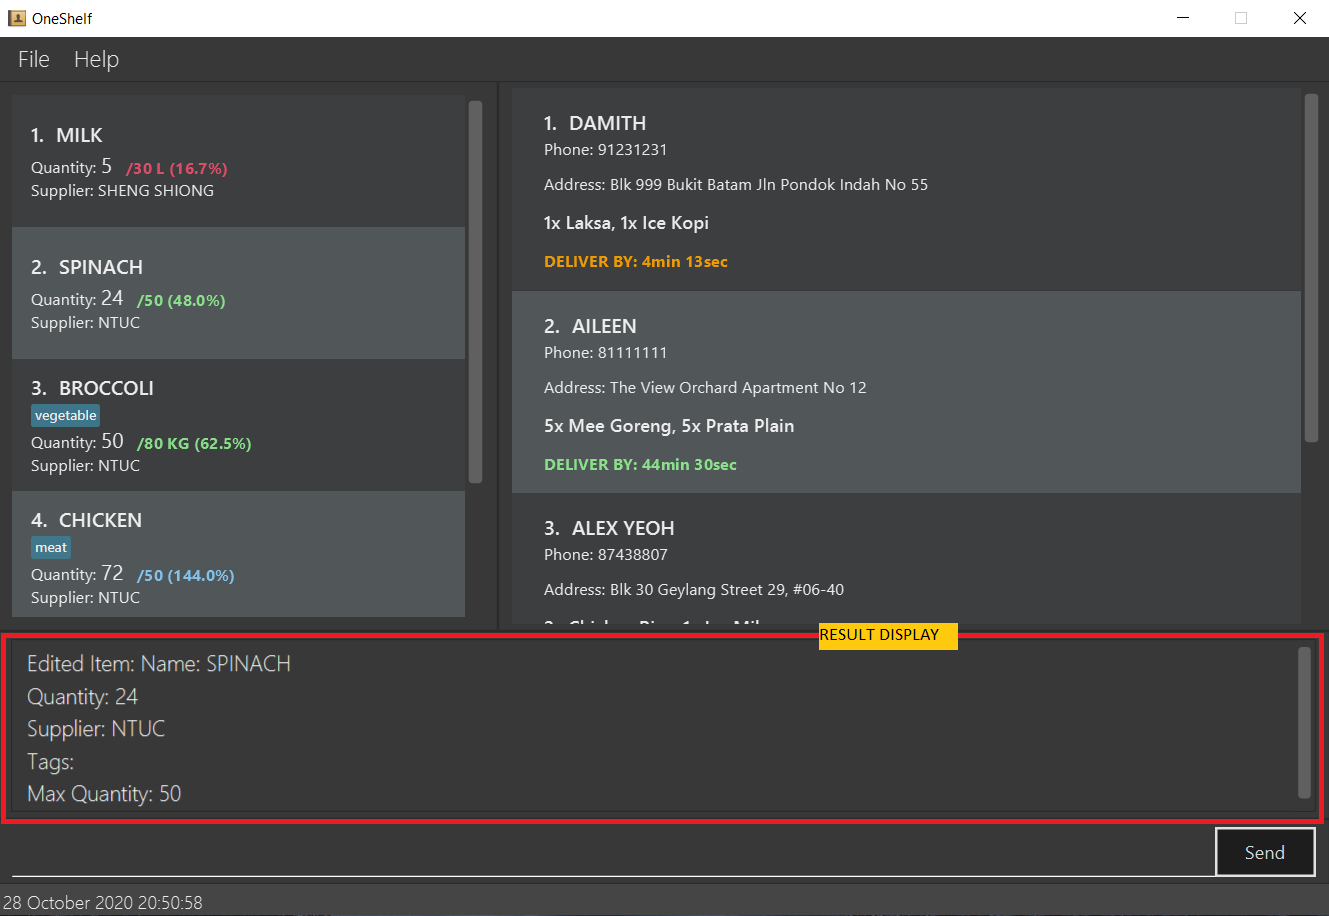 OneShelf
File Help
1. MILK
Quantity: 5 /30 L (16.7%)
Supplier: SHENG SHIONG
2. SPINACH
Quantity: 24 /50 (48.0%)
Supplier: NTUC
3. BROCCOLI
vegetable
Quantity: 50 /80 KG (62.5%)
Supplier: NTUC
4. CHICKEN
meat
Quantity: 72 /50 (144.0%)
Supplier: NTUC
1. DAMITH
Phone: 91231231
Address: Blk 999 Bukit Batam Jln Pondok Indah No 55
1x Laksa, 1x Ice Kopi
DELIVER BY: 4min 13sec
2. AILEEN
Phone: 81111111
Address: The View Orchard Apartment No 12
5x Mee Goreng, 5x Prata Plain
DELIVER BY: 44min 30sec
3. ALEX YEOH
Phone: 87438807
Address: Blk 30 Geylang Street 29, #06-40
RESULT DISPLAY
Edited Item: Name: SPINACH
Quantity: 24
Supplier: NTUC
Tags:
Max Quantity: 50
Send
28 October 2020 20:50:58